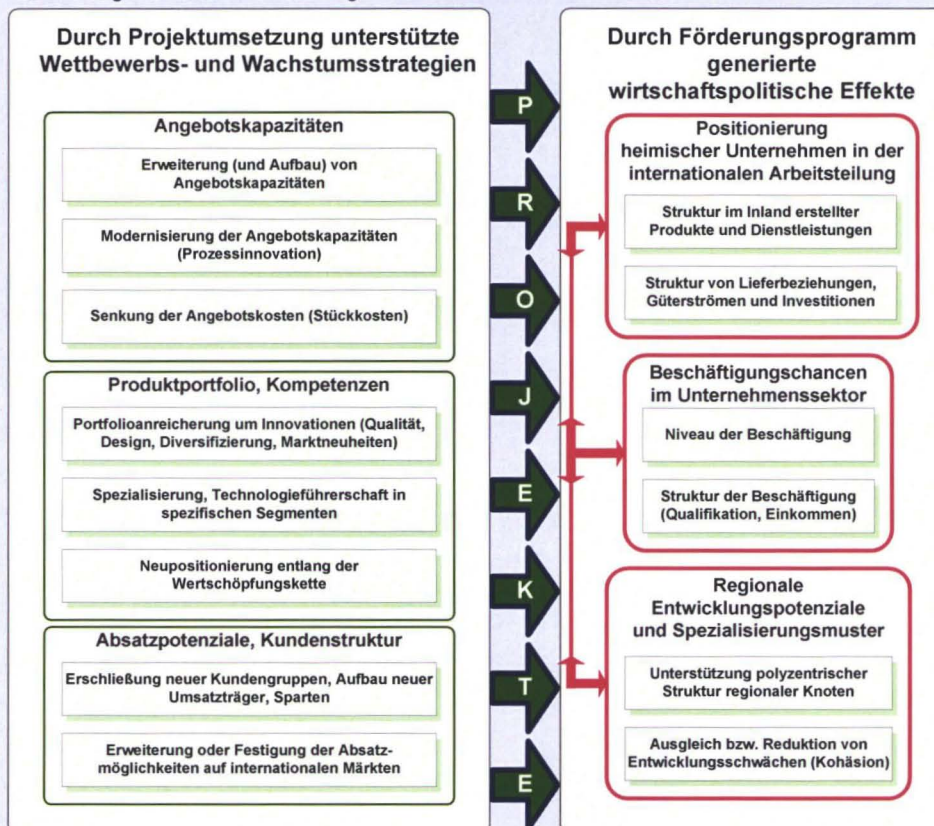 Durch Projektumsetzung unterstützte
Wettbewerbs- und Wachstumsstrategien
Angebotskapazitäten
Erweiterung (und Aufbau) von
Angebotskapazitäten
Modernisierung der Angebotskapazitäten
(Prozessinnovation)
Senkung der Angebotskosten (Stückkosten)
Produktportfolio, Kompetenzen
Portfolioanreicherung um Innovationen (Qualität,
Design, Diversifizierung, Marktneuheiten)
Spezialisierung, Technologieführerschaft in
spezifischen Segmenten
Neupositionierung entlang der
Wertschöpfungskette
Absatzpotenziale, Kundenstruktur
Erschließung neuer Kundengruppen, Aufbau neuer
Umsatzträger, Sparten
Erweiterung oder Festigung der Absatz-
möglichkeiten auf internationalen Märkten
P
R
O
J
E
K
T
E
Durch Förderungsprogramm
generierte
wirtschaftspolitische Effekte
Positionierung
heimischer Unternehmen in der
internationalen Arbeitsteilung
Struktur im Inland erstellter
Produkte und Dienstleistungen
Struktur von Lieferbeziehungen,
Güterströmen und Investitionen
Beschäftigungschancen
im Unternehmenssektor
Niveau der Beschäftigung
Struktur der Beschäftigung
(Qualifikation, Einkommen)
Regionale
Entwicklungspotenziale
und Spezialisierungsmuster
Unterstützung polyzentrischer
Struktur regionaler Knoten
Ausgleich bzw. Reduktion von
Entwicklungsschwächen (Kohäsion)